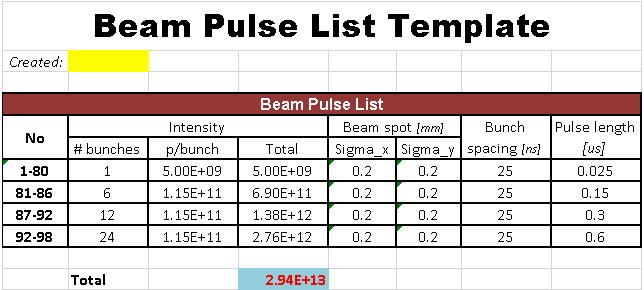 Beam Pulse List Template
Created:
Beam Pulse List
No Intensity Beam spot [mm] Bunch spacing [ns] Pulse length [us]
# bunches p/bunch Total Sigma_x Sigma_y
1-80 1 5.00E+09 5.00E+09 0.2 0.2 25 0.025
81-86 6 1.15E+11 6.90E+11 0.2 0.2 25 0.15
87-92 12 1.15E+11 1.38E+12 0.2 0.2 25 0.3
92-98 24 1.15E+11 2.76E+12 0.2 0.2 25 0.6
Total 2.94E+13